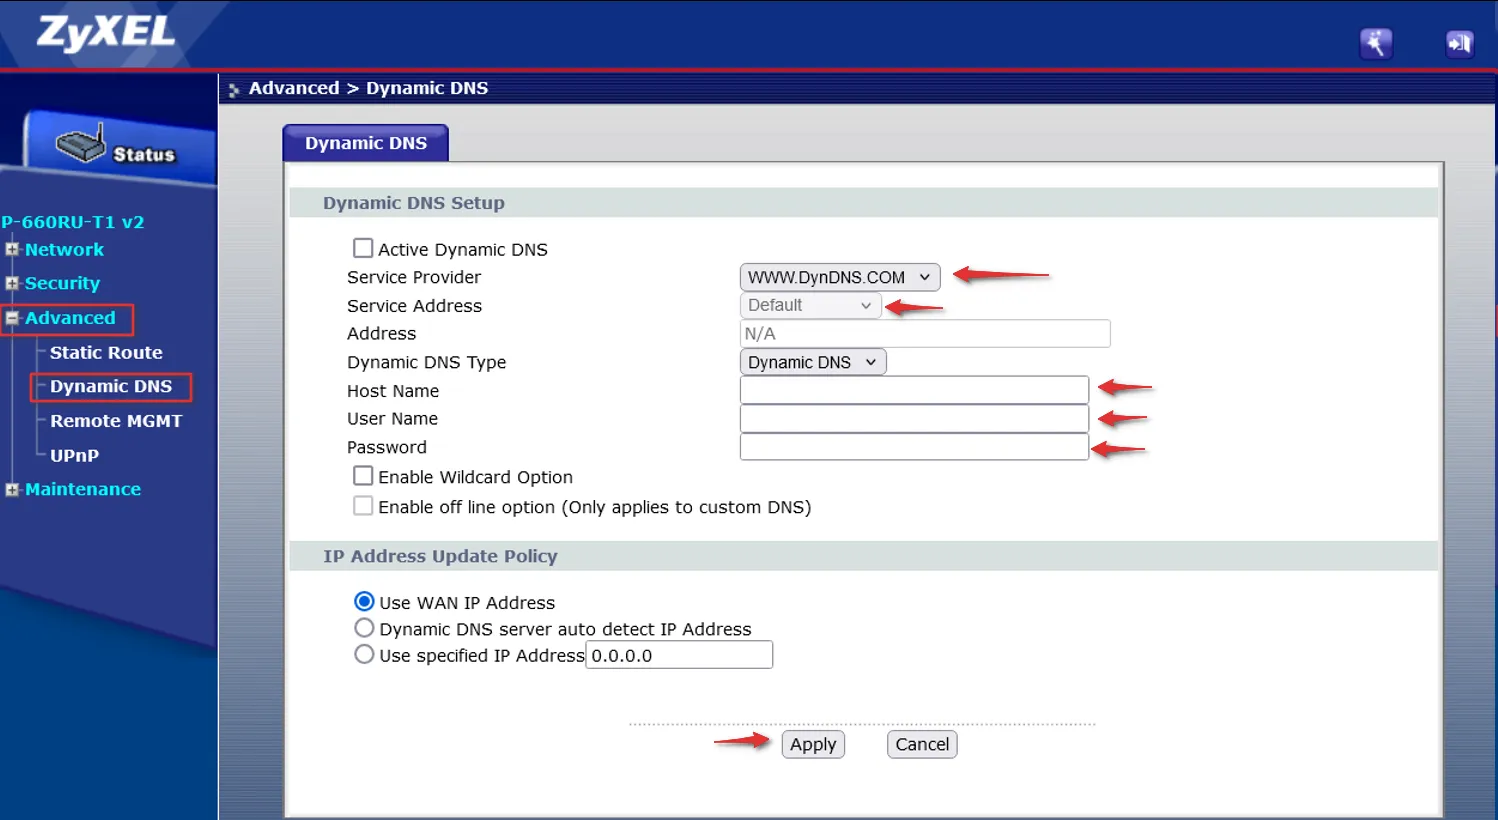 ZyXEL
Advanced > Dynamic DNS
Status
P-660RU-T1 v2
Network
Security
Advanced
Static Route
Dynamic DNS
Remote MGMT
UPnP
Maintenance
Dynamic DNS
Dynamic DNS Setup
Active Dynamic DNS
Service Provider WWW.DynDNS.COM
Service Address Default
Address N/A
Dynamic DNS Type Dynamic DNS
Host Name
User Name
Password
Enable Wildcard Option
Enable off line option (Only applies to custom DNS)
IP Address Update Policy
Use WAN IP Address
Dynamic DNS server auto detect IP Address
Use specified IP Address 0.0.0.0
Apply Cancel